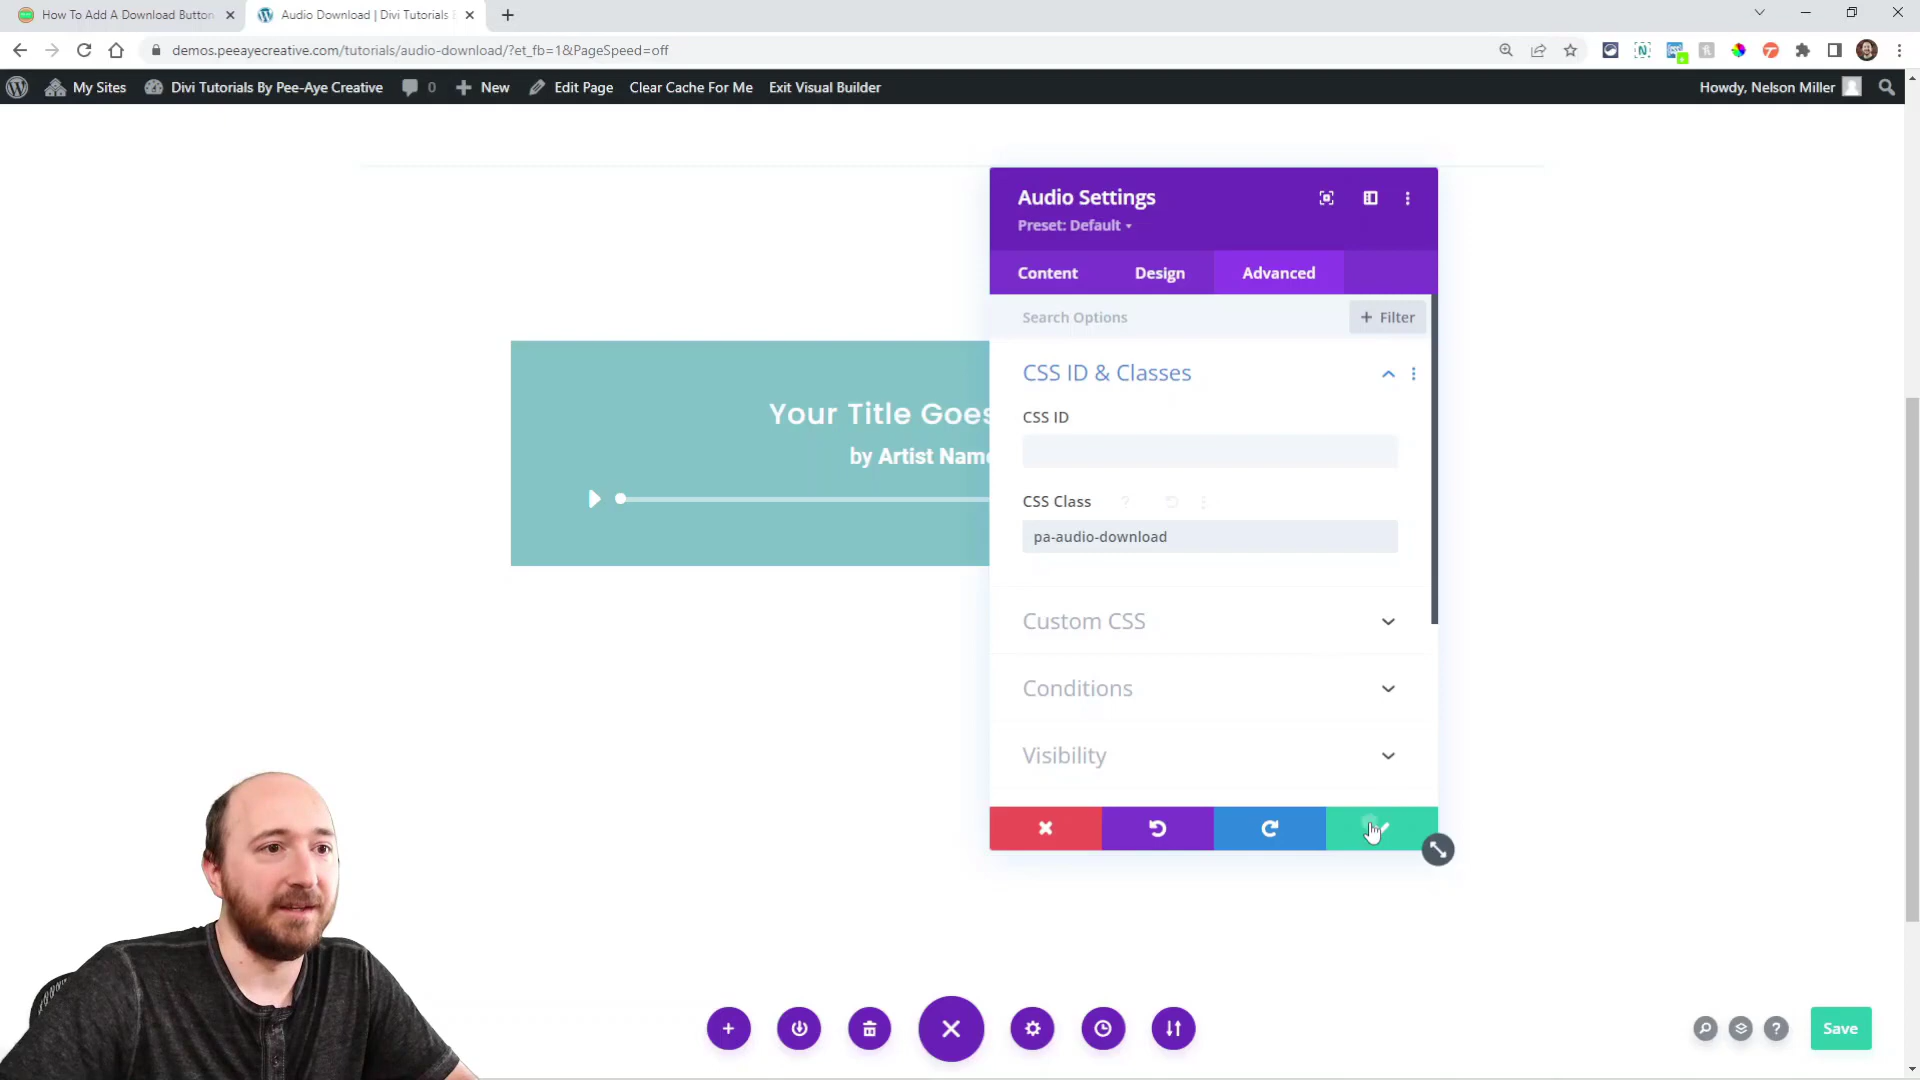 How To Add A Download Button
Audio Download | Divi Tutorials
demos.peeayecreative.com/tutorials/audio-download/?et_fb=1&PageSpeed=off
My Sites
Divi Tutorials By Pee-Aye Creative
0
New
Edit Page
Clear Cache For Me
Exit Visual Builder
Howdy, Nelson Miller
Audio Settings
Preset: Default
Content
Design
Advanced
Search Options
+ Filter
CSS ID & Classes
CSS ID
CSS Class
?
pa-audio-download
Your Title Goes
by Artist Name
Custom CSS
Conditions
Visibility
?
Save